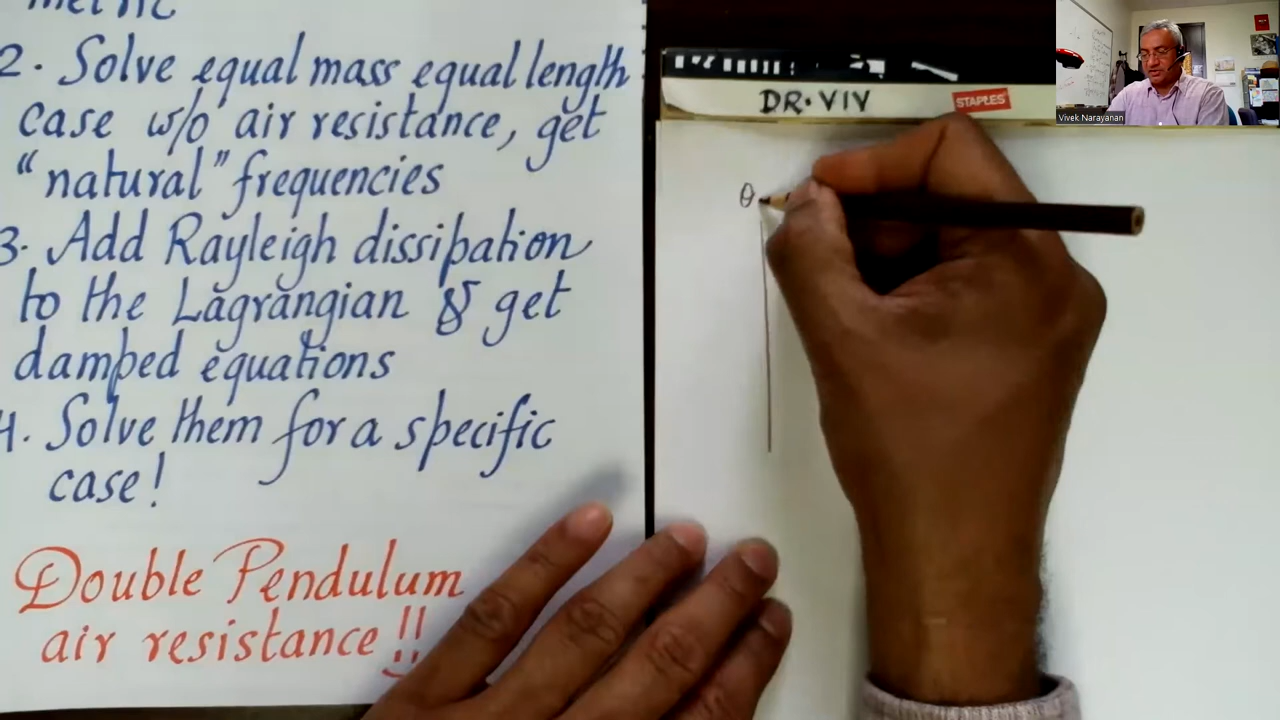 metric
2. Solve equal mass equal length
case w/o air resistance, get
"natural" frequencies
3. Add Rayleigh dissipation
to the Lagrangian & get
damped equations
4. Solve them for a specific
case!
Double Pendulum
air resistance!!
DR. VIV
STAPLES
θ
Vivek Narayanan